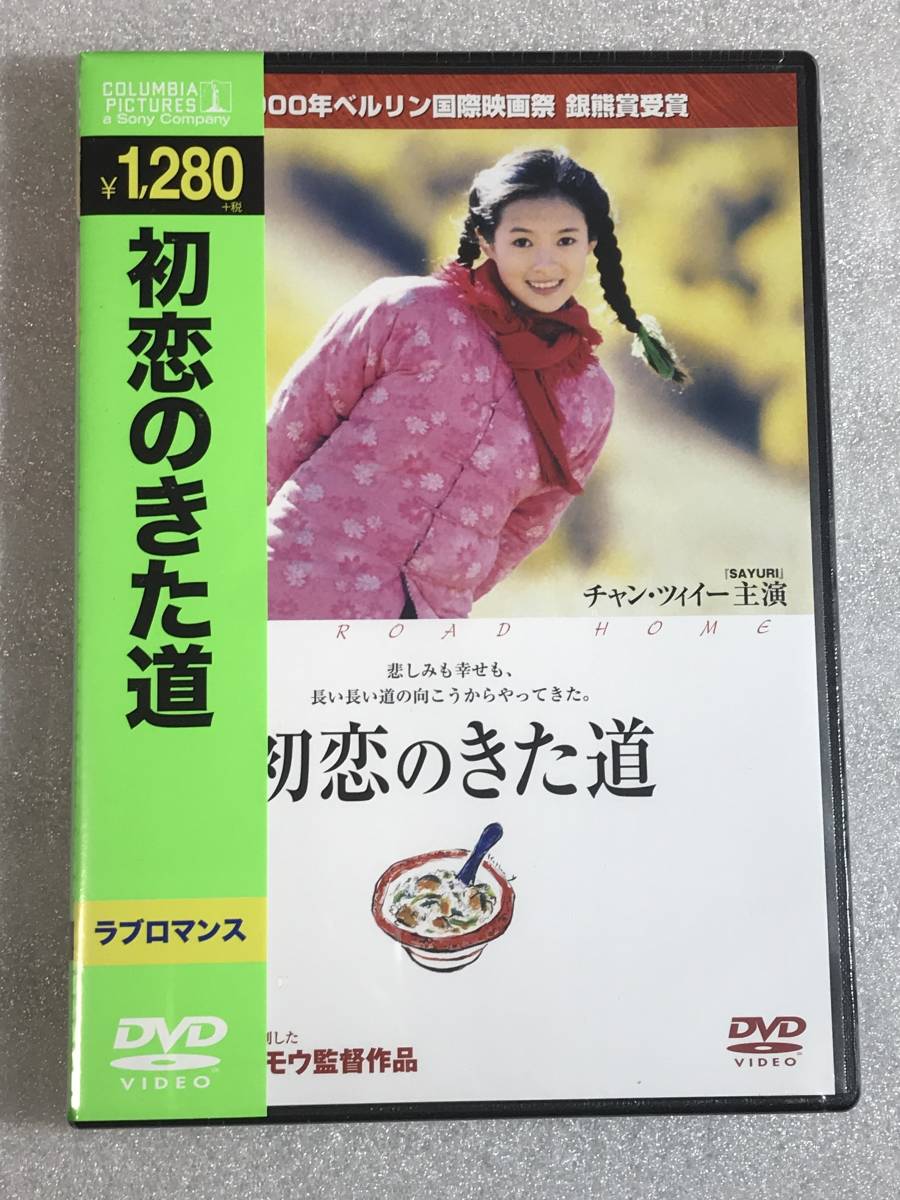 COLUMBIA
PICTURES
a Sony Company
¥1,280
+税
初恋のきた道
ラブロマンス
DVD
VIDEO
000年ベルリン国際映画祭 銀熊賞受賞
『SAYURI』
チャン・ツィイー 主演
ROAD HOME
悲しみも幸せも、
長い長い道の向こうからやってきた。
初恋のきた道
した
モウ監督作品
DVD
VIDEO